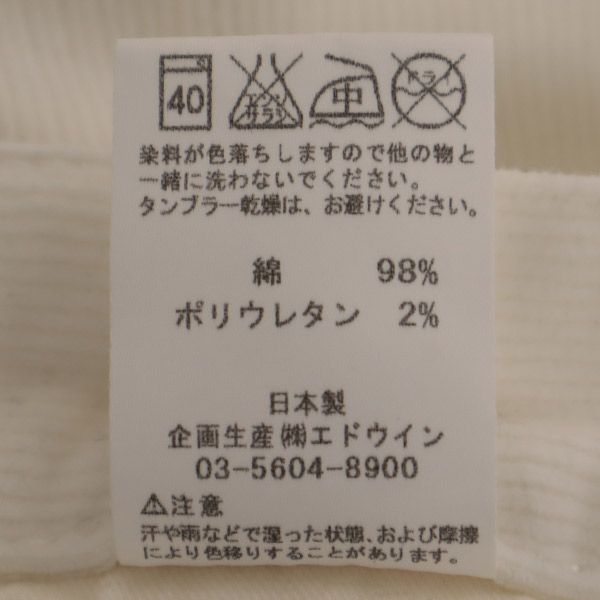 40
エンソ
サラシ
中
ドライ
染料が色落ちしますので他の物と
一緒に洗わないでください。
タンブラー乾燥は、お避けください。
綿 98%
ポリウレタン 2%
日本製
企画生産㈱エドウイン
03-5604-8900
⚠注意
汗や雨などで湿った状態、および摩擦
により色移りすることがあります。